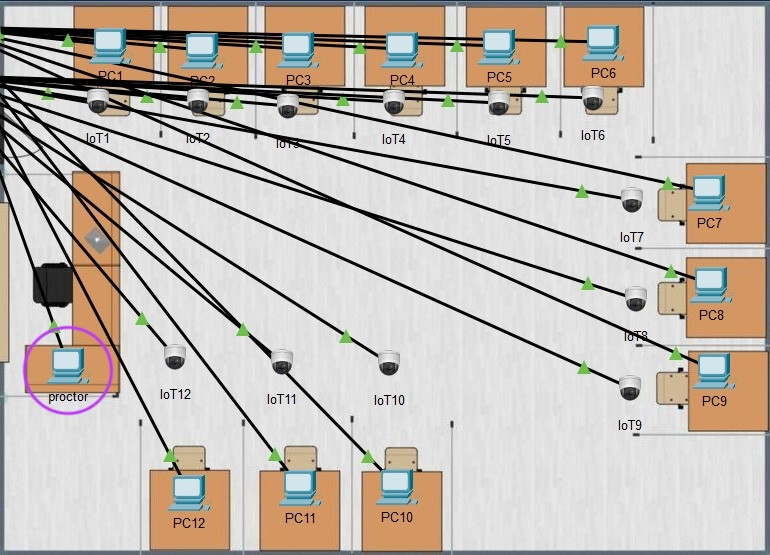 PC1
PC2
PC3
PC4
PC5
PC6
IoT1
IoT2
IoT3
IoT4
IoT5
IoT6
PC7
IoT7
PC8
IoT8
PC9
IoT9
proctor
IoT12
IoT11
IoT10
PC12
PC11
PC10